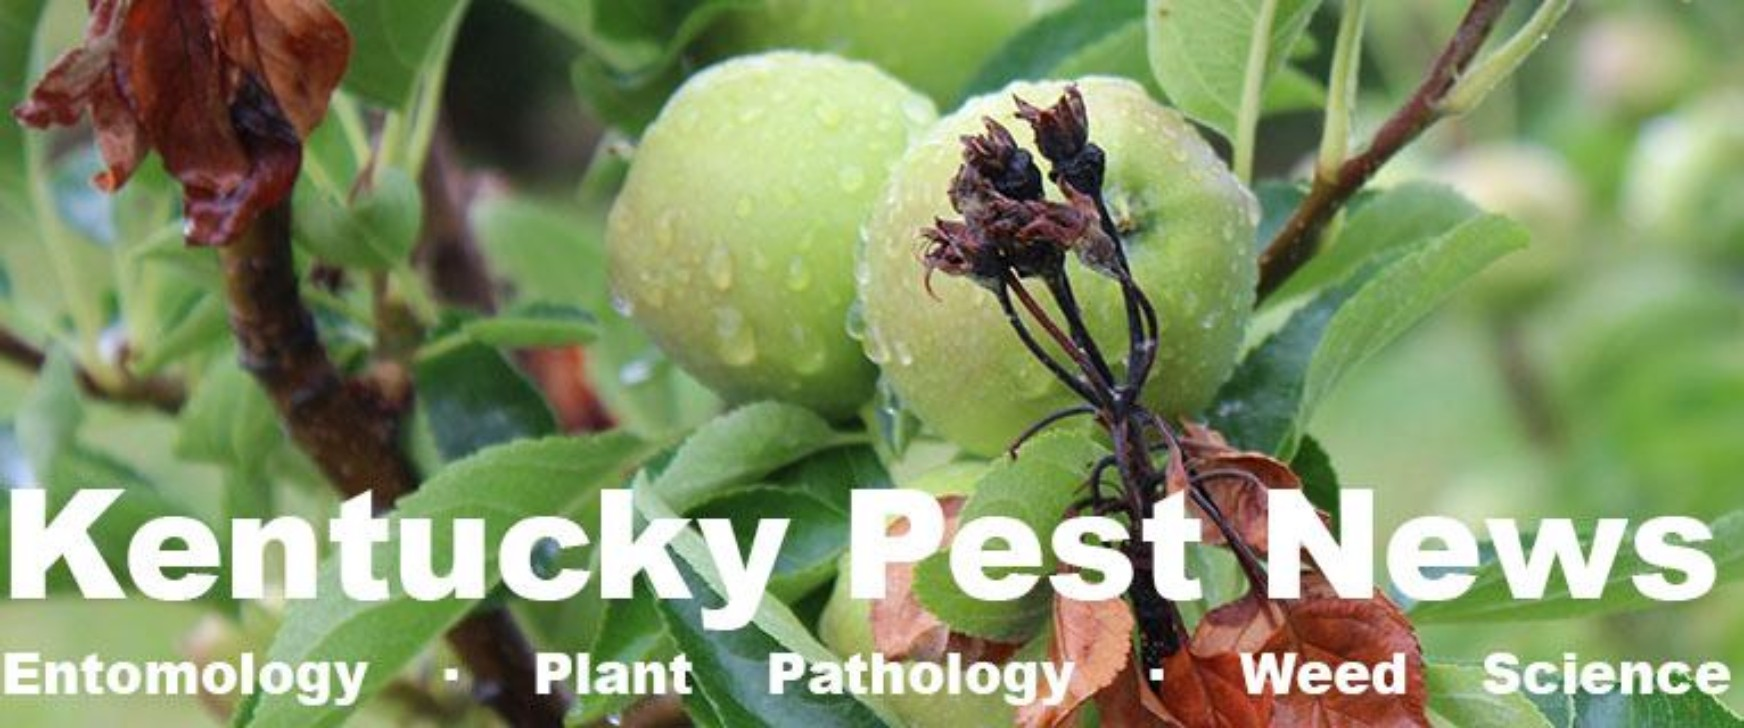 Kentucky Pest News
Entomology · Plant Pathology · Weed Science